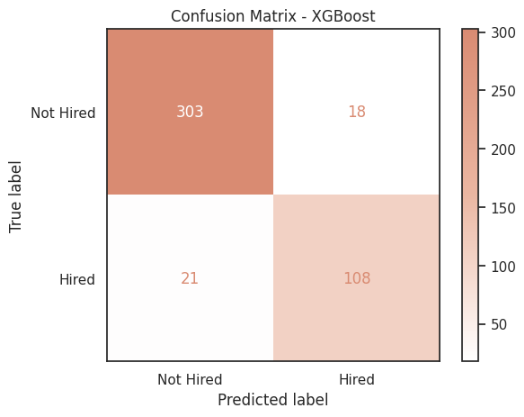 Confusion Matrix - XGBoost
True label
Not Hired
303
18
Hired
21
108
Not Hired
Hired
Predicted label
300
250
200
150
100
50